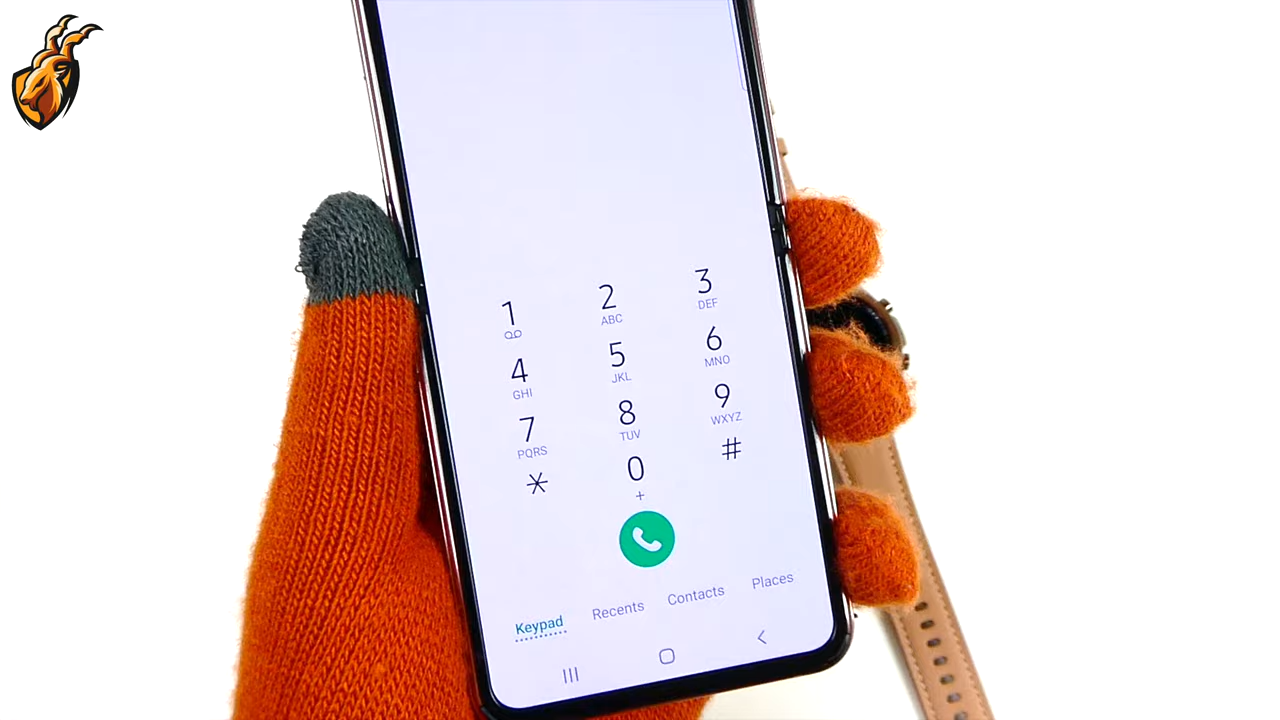 1 2 3
ABC DEF
4 5 6
GHI JKL MNO
7 8 9
PQRS TUV WXYZ
* 0 #
+
Keypad Recents Contacts Places